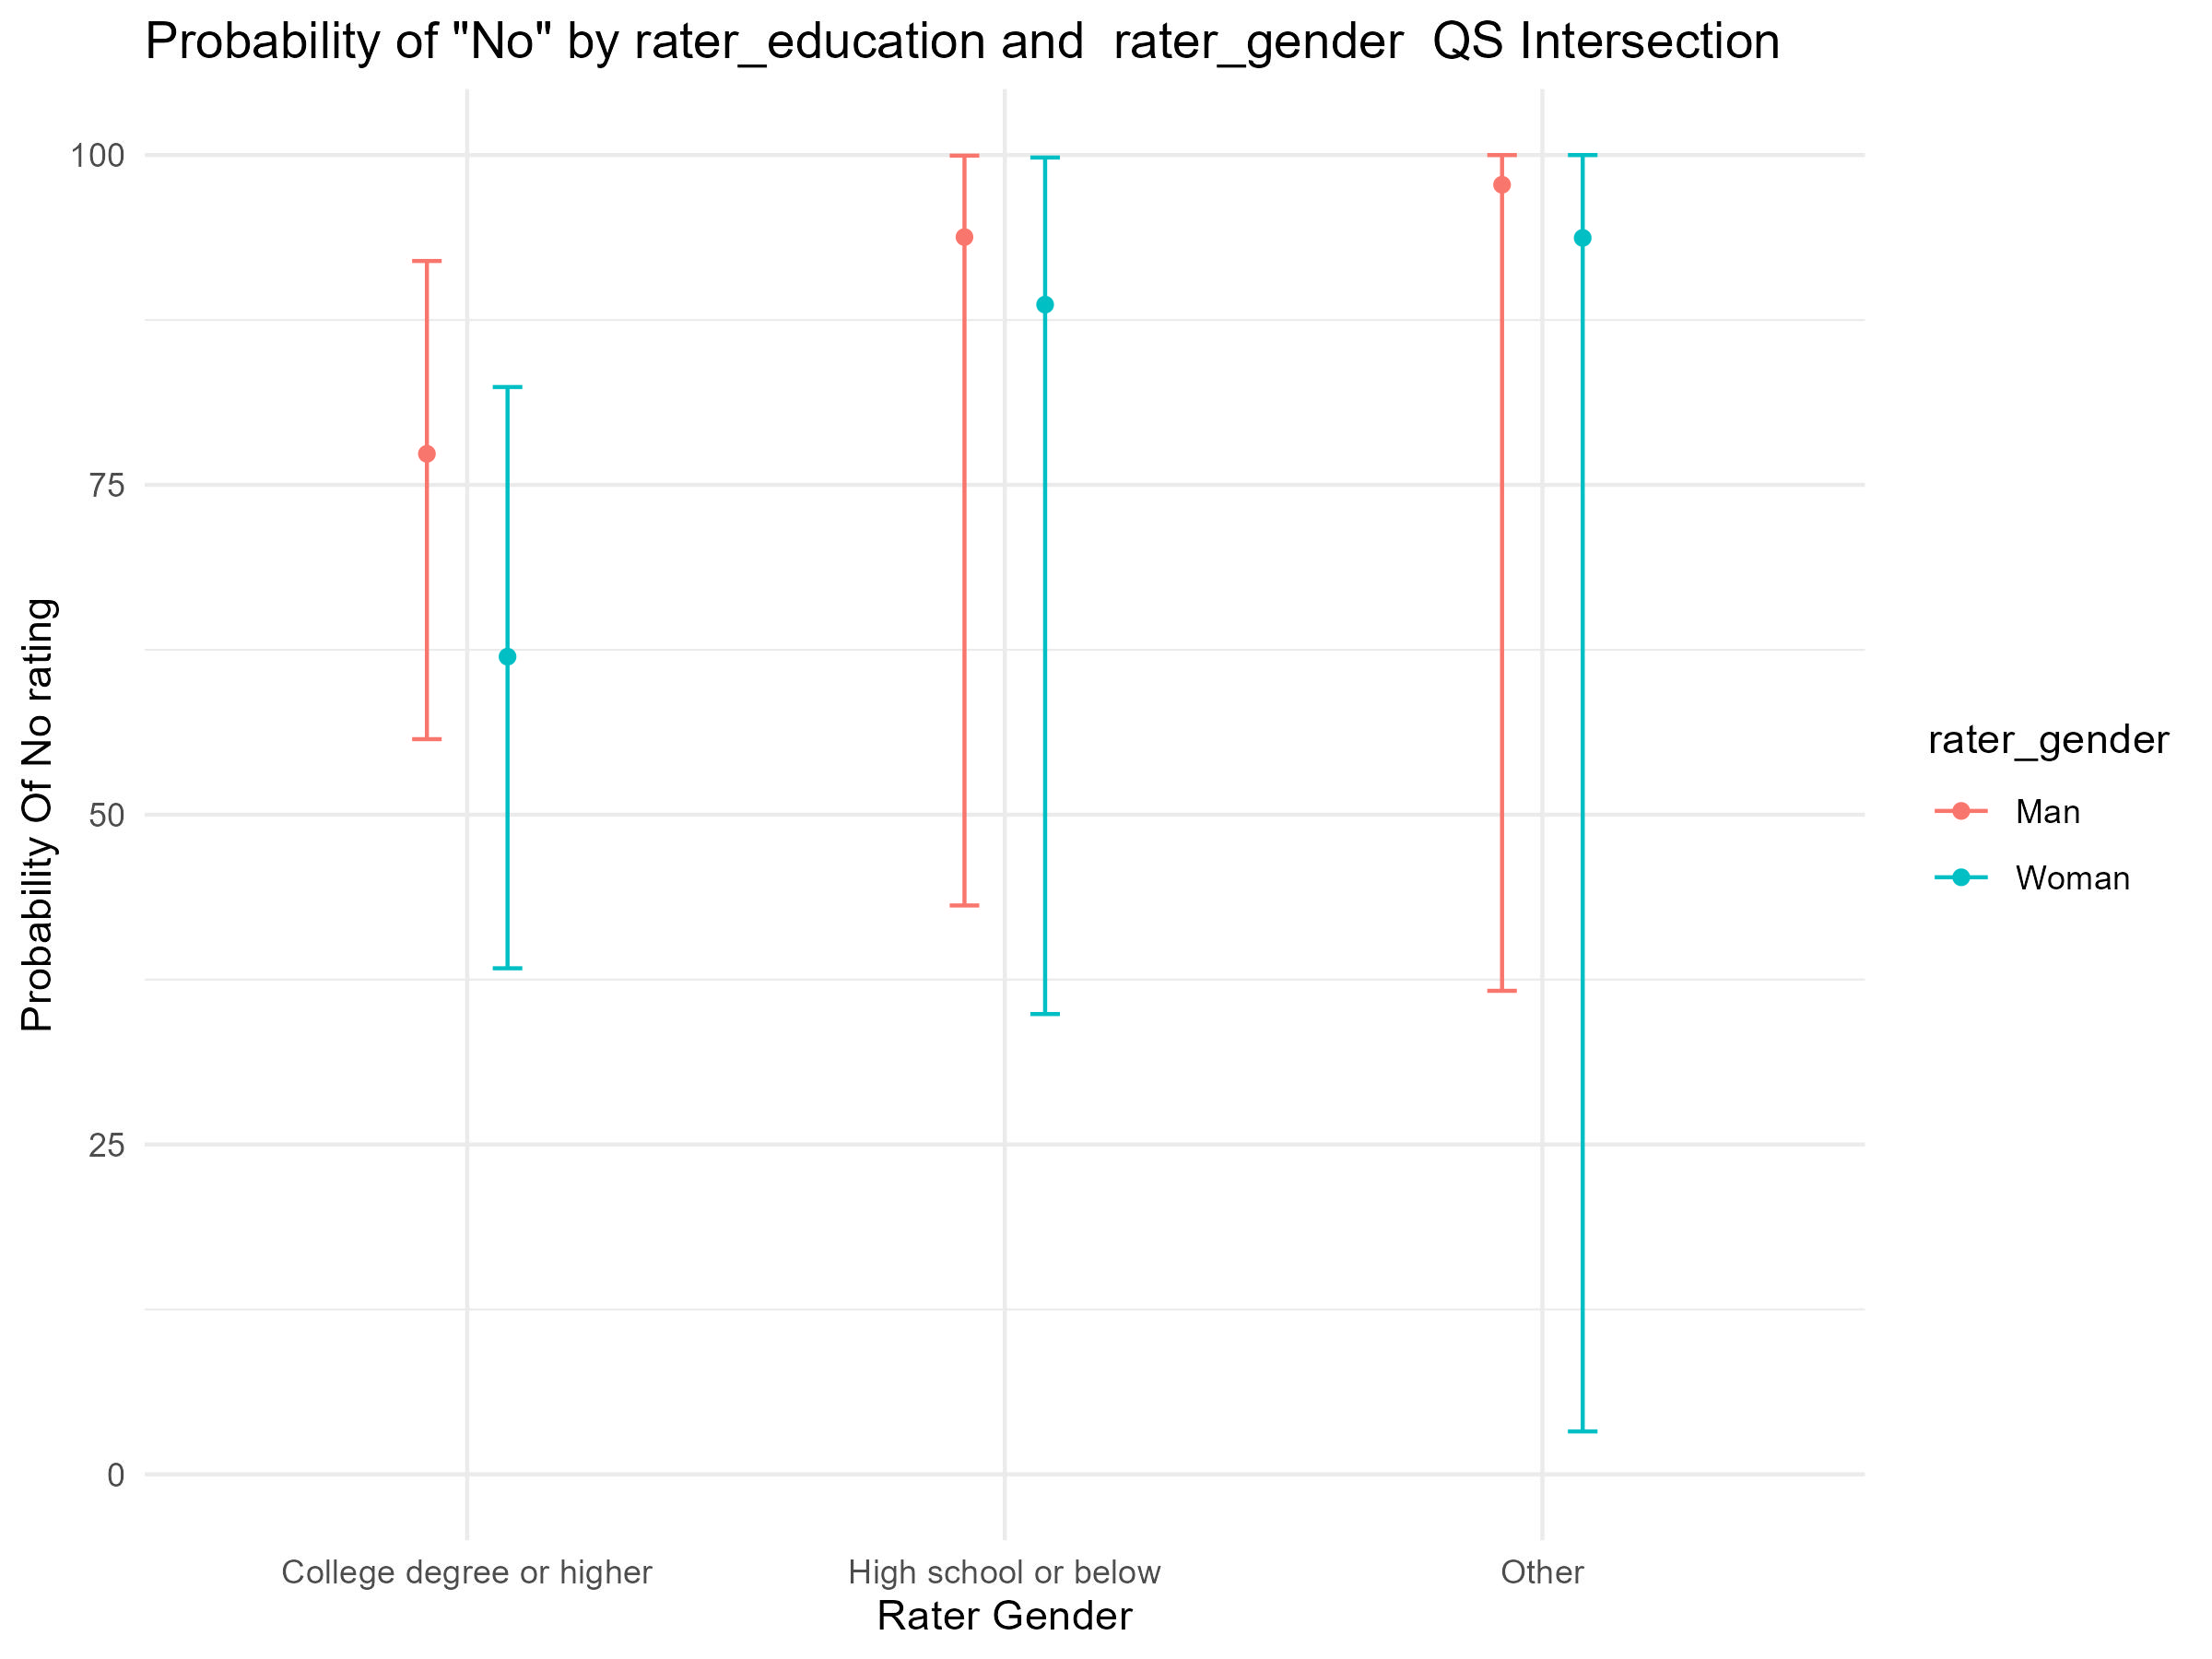 Probability of "No" by rater_education and  rater_gender  QS Intersection
100
75
50
25
0
Probability Of No rating
College degree or higher
High school or below
Other
Rater Gender
rater_gender
Man
Woman